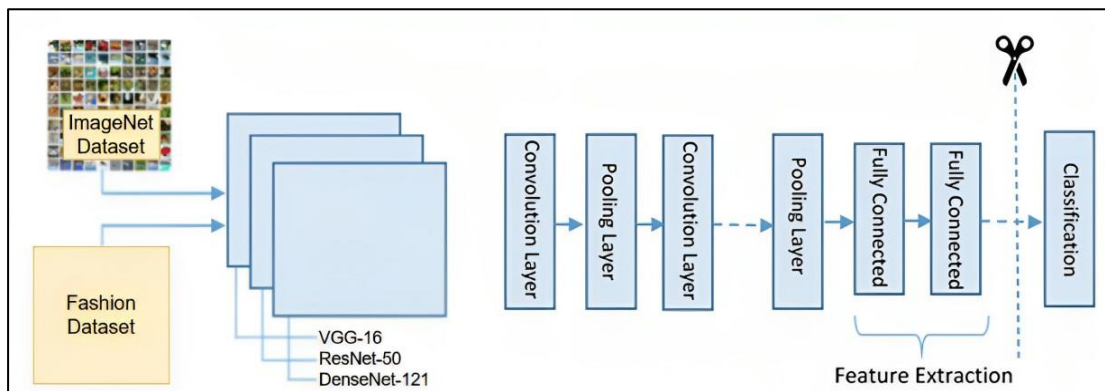 ImageNet
Dataset
Fashion
Dataset
VGG-16
ResNet-50
DenseNet-121
Convolution Layer
Pooling Layer
Convolution Layer
Pooling Layer
Fully Connected
Fully Connected
Classification
Feature Extraction